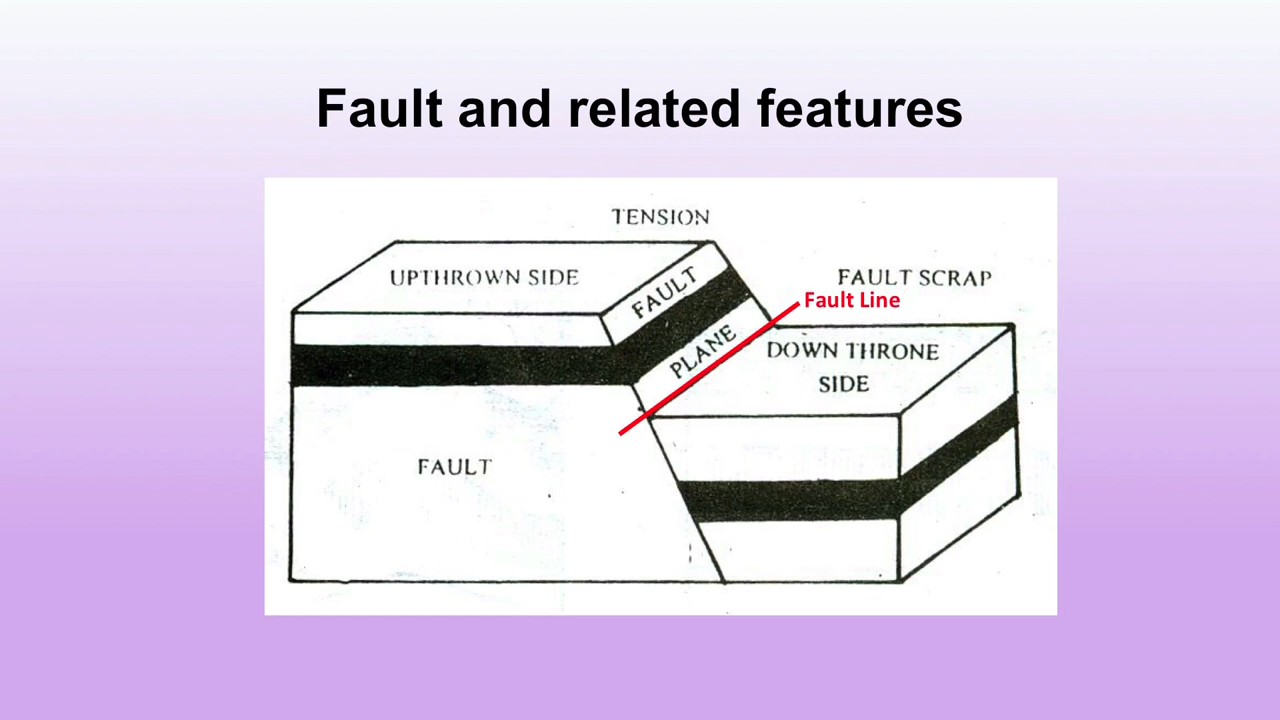 Fault and related features
TENSION
UPTHROWN SIDE
FAULT
PLANE
FAULT SCRAP
Fault Line
DOWN THRONE
SIDE
FAULT